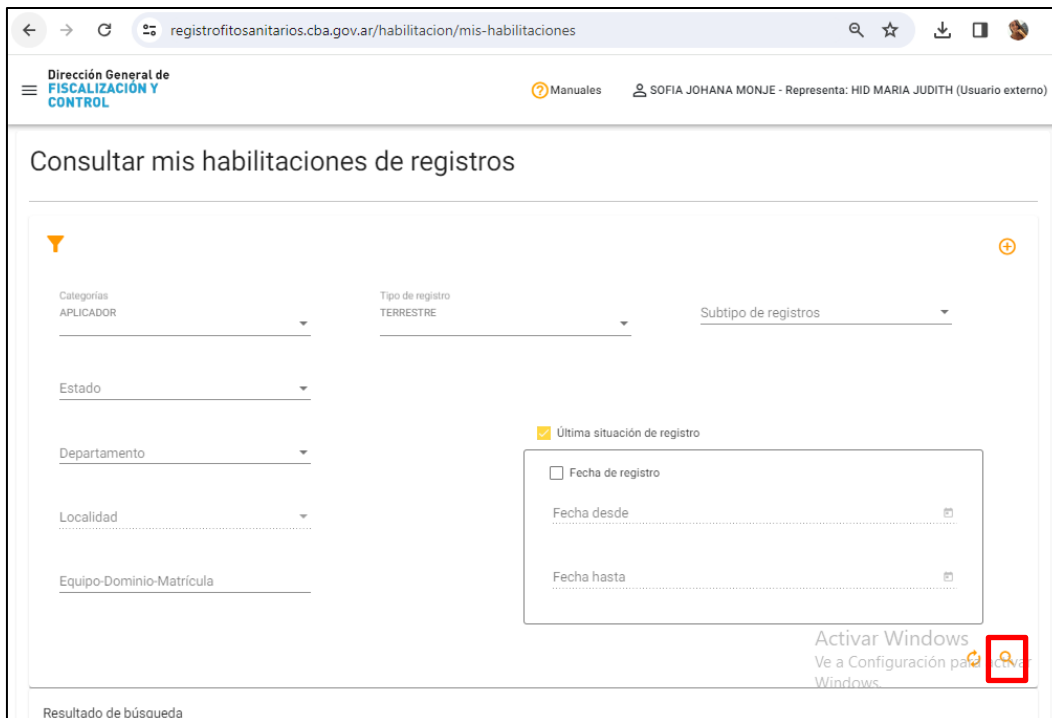 registrofitosanitarios.cba.gov.ar/habilitacion/mis-habilitaciones
Dirección General de
FISCALIZACIÓN Y
CONTROL
Manuales
SOFIA JOHANA MONJE - Representa: HID MARIA JUDITH (Usuario externo)
Consultar mis habilitaciones de registros
Categorías
APLICADOR
Tipo de registro
TERRESTRE
Subtipo de registros
Estado
Última situación de registro
Departamento
Fecha de registro
Localidad
Fecha desde
Equipo-Dominio-Matrícula
Fecha hasta
Activar Windows
Ve a Configuración para activar
Windows.
Resultado de búsqueda